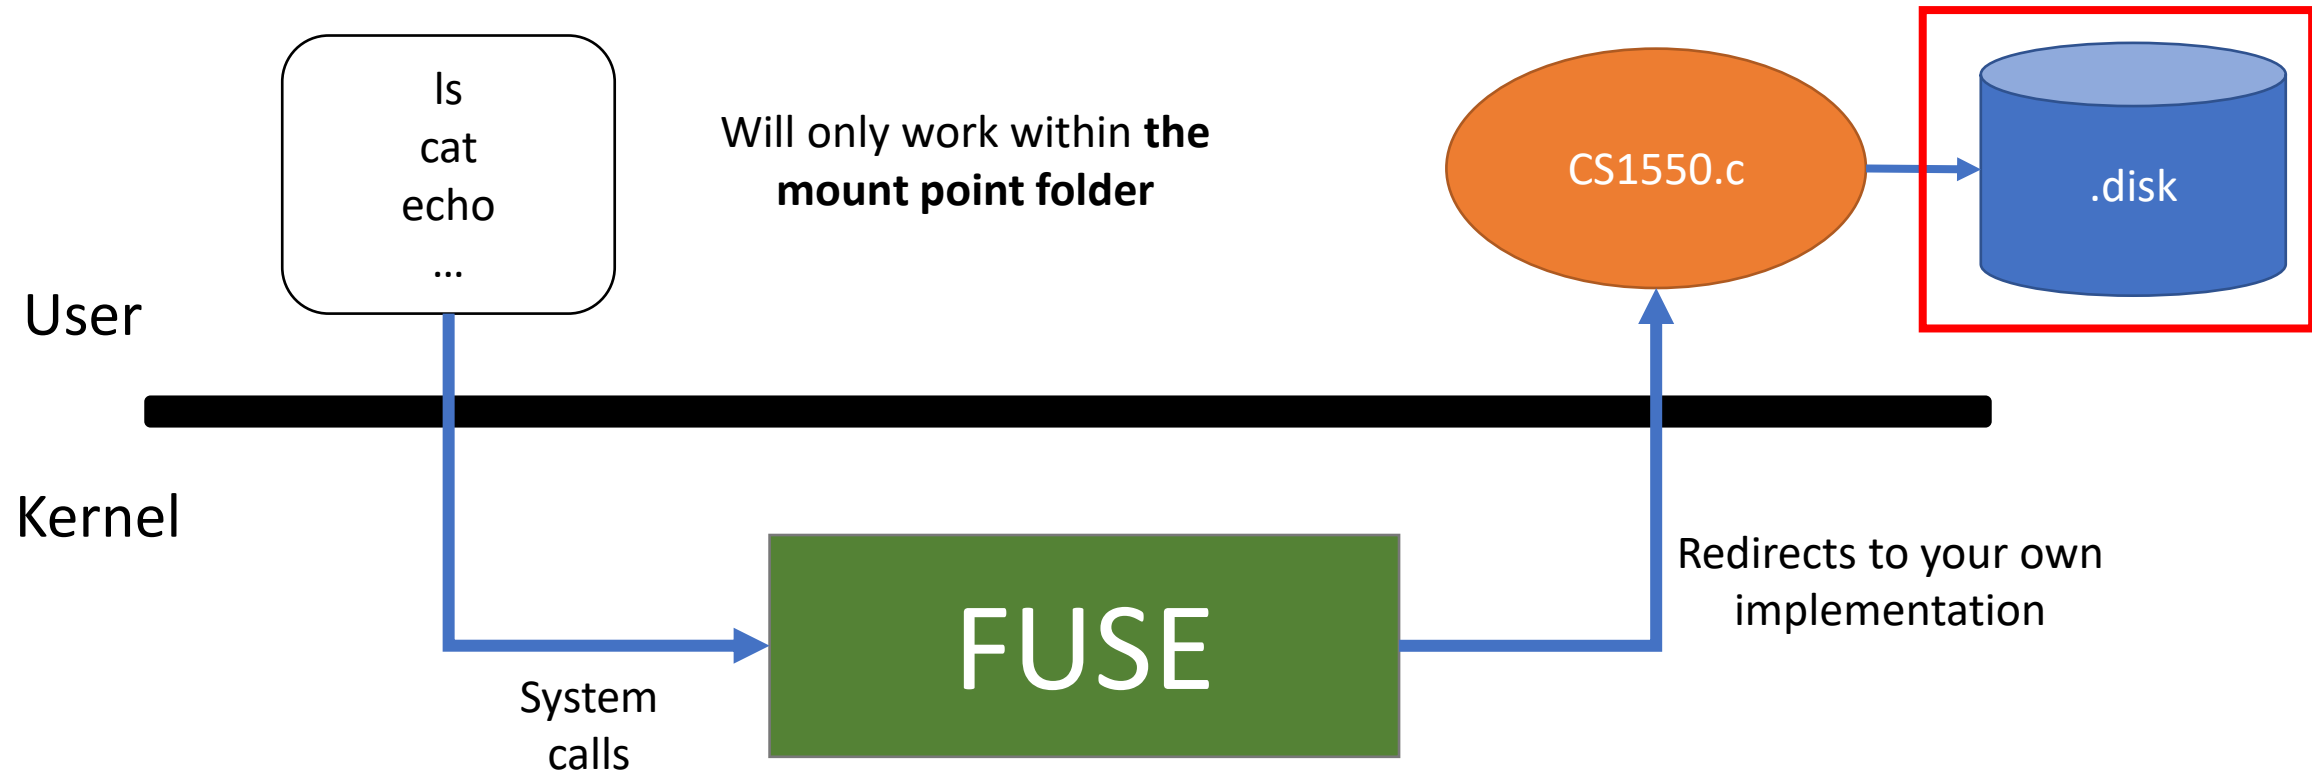 ls
cat
echo
...
Will only work within the
mount point folder
CS1550.c
.disk
User
Kernel
System
calls
FUSE
Redirects to your own
implementation